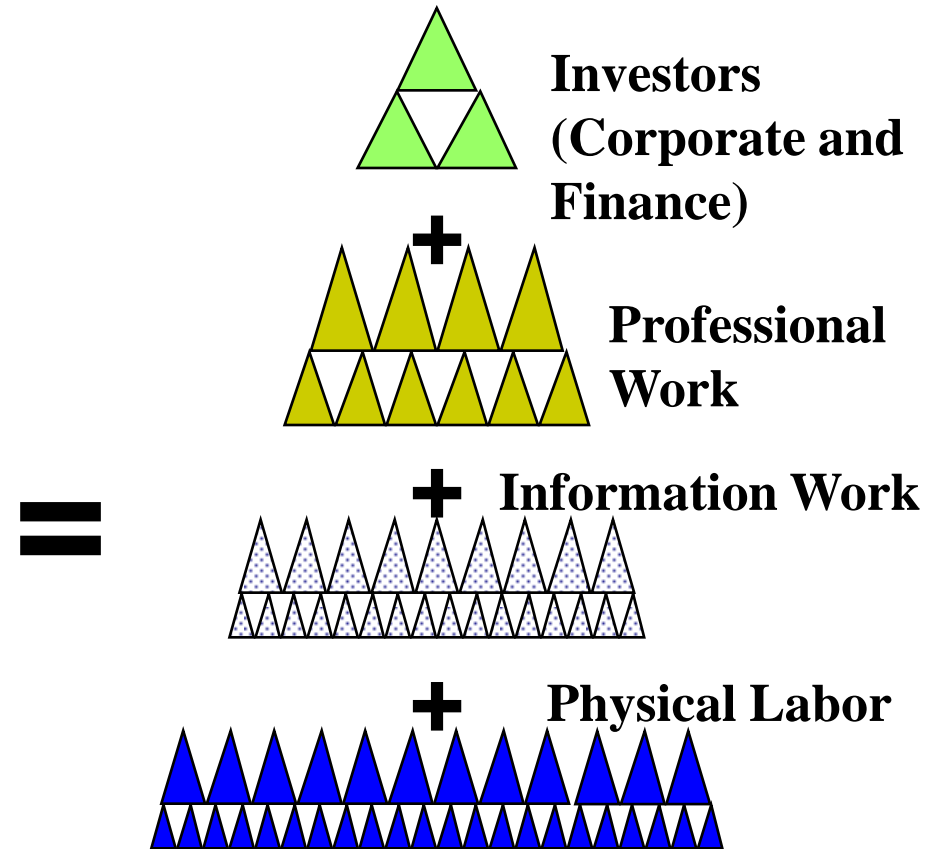 Investors
(Corporate and
Finance)
+
Professional
Work
+ Information Work
=
+ Physical Labor